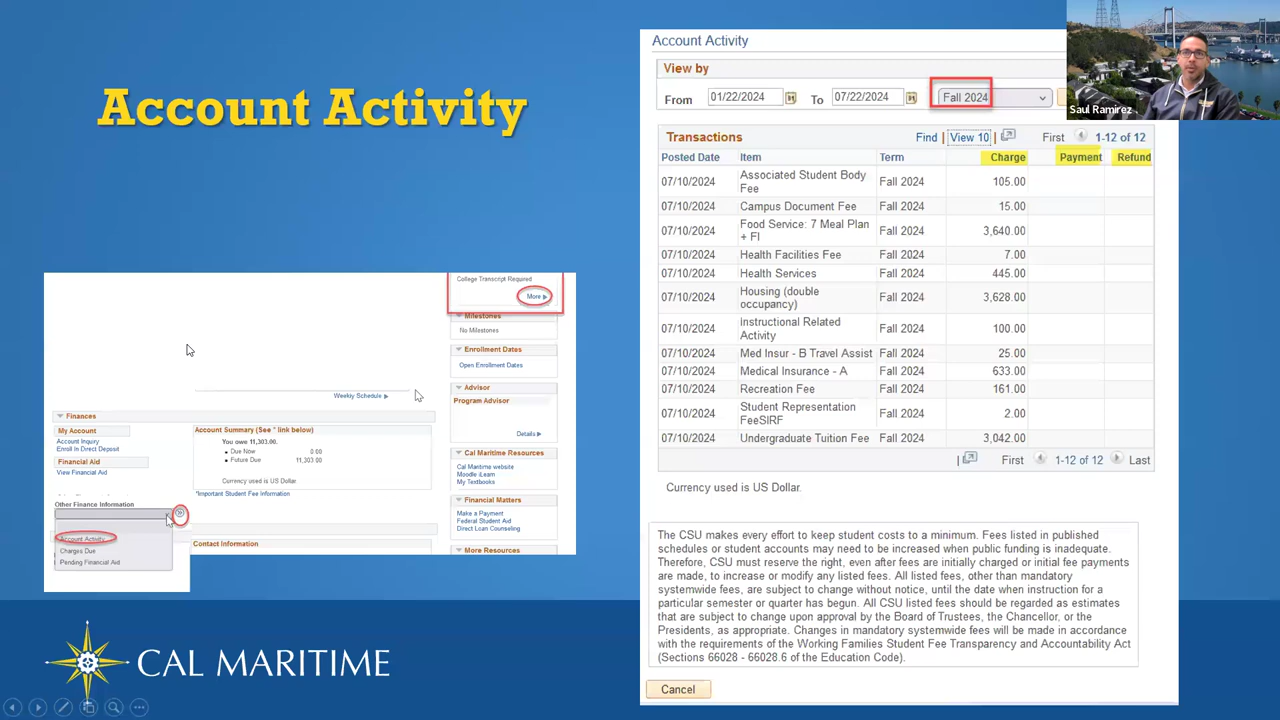 Account Activity
College Transcript Required
More
Milestones
No Milestones
Enrollment Dates
Open Enrollment Dates
Advisor
Program Advisor
Details
Cal Maritime Resources
Cal Maritima website
Moodle iLearn
My Textbooks
Financial Matters
Make a Payment
Federal Student Aid
Direct Loan Counseling
More Resources
Weekly Schedule
Finances
My Account
Account Inquiry
Enroll In Direct Deposit
Financial Aid
View Financial Aid
Account Summary (See * link below)
You owe 11,303.00.
• Due Now 0.00
• Future Due 11,303.00
Currency used is US Dollar.
*Important Student Fee Information
Other Finance Information
Account Activity
Charges Due
Pending Financial Aid
Contact Information
CAL MARITIME
Account Activity
View by
From 01/22/2024 To 07/22/2024 Fall 2024
Saul Ramirez
Transactions Find | View 10 | First 1-12 of 12
Posted Date Item Term Charge Payment Refund
07/10/2024 Associated Student Body Fee Fall 2024 105.00
07/10/2024 Campus Document Fee Fall 2024 15.00
07/10/2024 Food Service: 7 Meal Plan + Fl Fall 2024 3,640.00
07/10/2024 Health Facilities Fee Fall 2024 7.00
07/10/2024 Health Services Fall 2024 445.00
07/10/2024 Housing (double occupancy) Fall 2024 3,628.00
07/10/2024 Instructional Related Activity Fall 2024 100.00
07/10/2024 Med Insur - B Travel Assist Fall 2024 25.00
07/10/2024 Medical Insurance - A Fall 2024 633.00
07/10/2024 Recreation Fee Fall 2024 161.00
07/10/2024 Student Representation FeeSIRF Fall 2024 2.00
07/10/2024 Undergraduate Tuition Fee Fall 2024 3,042.00
| First 1-12 of 12 Last
Currency used is US Dollar.
The CSU makes every effort to keep student costs to a minimum. Fees listed in published
schedules or student accounts may need to be increased when public funding is inadequate.
Therefore, CSU must reserve the right, even after fees are initially charged or initial fee payments
are made, to increase or modify any listed fees. All listed fees, other than mandatory
systemwide fees, are subject to change without notice, until the date when instruction for a
particular semester or quarter has begun. All CSU listed fees should be regarded as estimates
that are subject to change upon approval by the Board of Trustees, the Chancellor, or the
Presidents, as appropriate. Changes in mandatory systemwide fees will be made in accordance
with the requirements of the Working Families Student Fee Transparency and Accountability Act
(Sections 66028 - 66028.6 of the Education Code).
Cancel